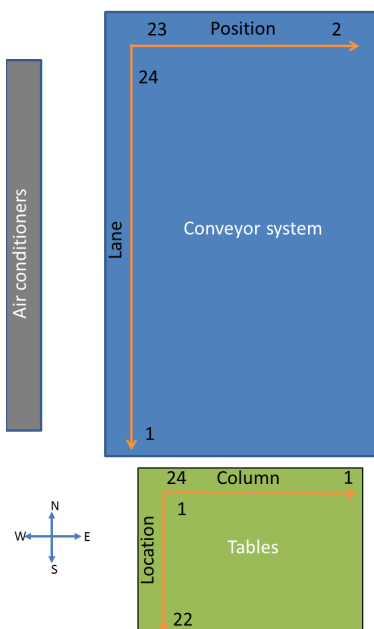 23 Position 2
24
Air conditioners
Lane
Conveyor system
1
24 Column 1
1
Location
Tables
22
N
W E
S